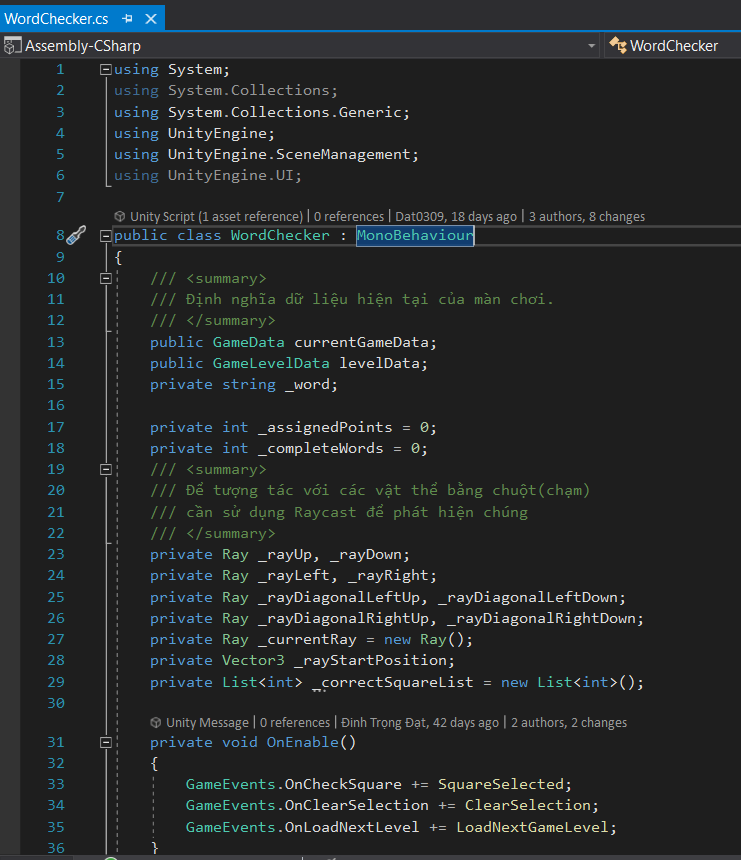 WordChecker.cs
Assembly-CSharp WordChecker
1 using System;
2 using System.Collections;
3 using System.Collections.Generic;
4 using UnityEngine;
5 using UnityEngine.SceneManagement;
6 using UnityEngine.UI;
7
Unity Script (1 asset reference) | 0 references | Dat0309, 18 days ago | 3 authors, 8 changes
8 public class WordChecker : MonoBehaviour
9 {
10 /// <summary>
11 /// Định nghĩa dữ liệu hiện tại của màn chơi.
12 /// </summary>
13 public GameData currentGameData;
14 public GameLevelData levelData;
15 private string _word;
16
17 private int _assignedPoints = 0;
18 private int _completeWords = 0;
19 /// <summary>
20 /// Để tượng tác với các vật thể bằng chuột(chạm)
21 /// cần sử dụng Raycast để phát hiện chúng
22 /// </summary>
23 private Ray _rayUp, _rayDown;
24 private Ray _rayLeft, _rayRight;
25 private Ray _rayDiagonalLeftUp, _rayDiagonalLeftDown;
26 private Ray _rayDiagonalRightUp, _rayDiagonalRightDown;
27 private Ray _currentRay = new Ray();
28 private Vector3 _rayStartPosition;
29 private List<int> _correctSquareList = new List<int>();
30
Unity Message | 0 references | Đinh Trọng Đạt, 42 days ago | 2 authors, 2 changes
31 private void OnEnable()
32 {
33 GameEvents.OnCheckSquare += SquareSelected;
34 GameEvents.OnClearSelection += ClearSelection;
35 GameEvents.OnLoadNextLevel += LoadNextGameLevel;
36 }